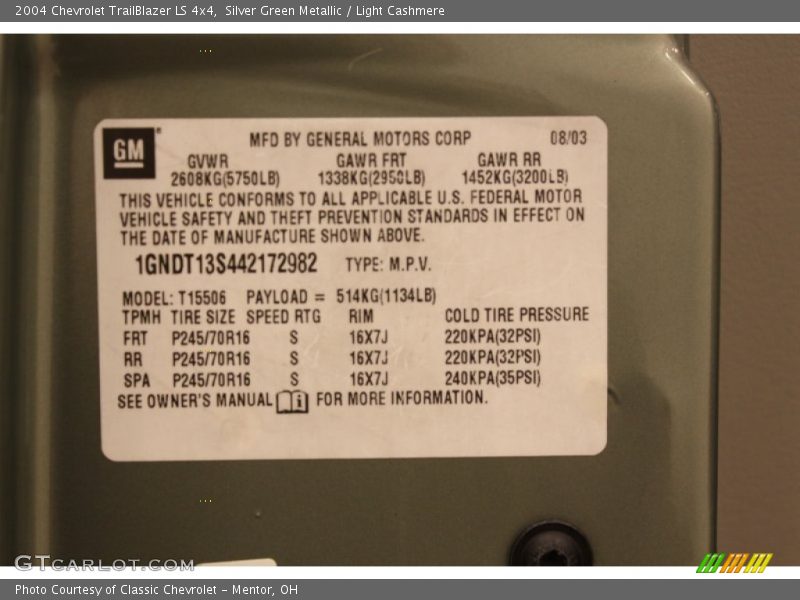 2004 Chevrolet TrailBlazer LS 4x4, Silver Green Metallic / Light Cashmere
GM
MFD BY GENERAL MOTORS CORP 08/03
GVWR GAWR FRT GAWR RR
2608KG(5750LB) 1338KG(2950LB) 1452KG(3200LB)
THIS VEHICLE CONFORMS TO ALL APPLICABLE U.S. FEDERAL MOTOR
VEHICLE SAFETY AND THEFT PREVENTION STANDARDS IN EFFECT ON
THE DATE OF MANUFACTURE SHOWN ABOVE.
1GNDT13S442172982 TYPE: M.P.V.
MODEL: T15506 PAYLOAD = 514KG(1134LB)
TPMH TIRE SIZE SPEED RTG RIM COLD TIRE PRESSURE
FRT P245/70R16 S 16X7J 220KPA(32PSI)
RR P245/70R16 S 16X7J 220KPA(32PSI)
SPA P245/70R16 S 16X7J 240KPA(35PSI)
SEE OWNER'S MANUAL i FOR MORE INFORMATION.
GTCARLOT.COM
Photo Courtesy of Classic Chevrolet - Mentor, OH